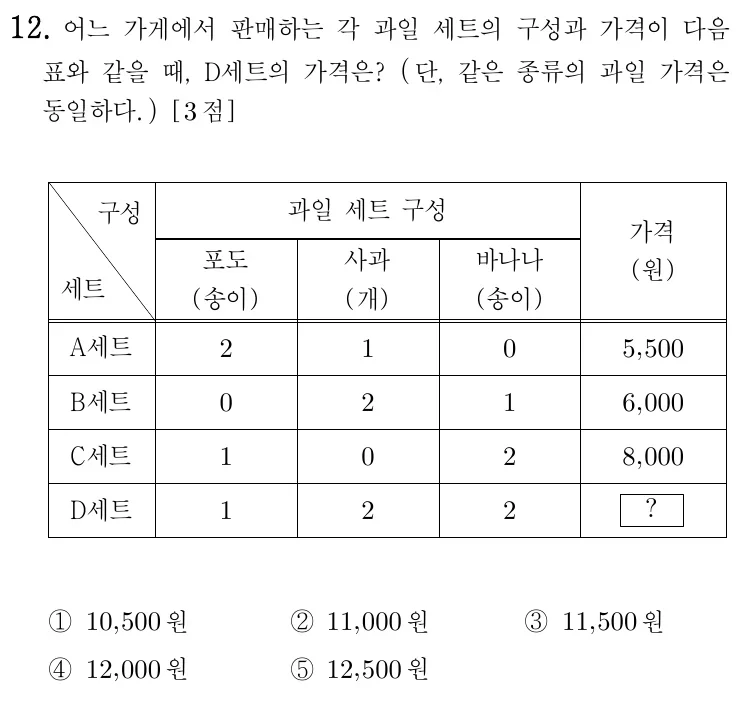 12. 어느 가게에서 판매하는 각 과일 세트의 구성과 가격이 다음
표와 같을 때, D세트의 가격은? (단, 같은 종류의 과일 가격은
동일하다.) [3점]
구성 과일 세트 구성 가격
(원)
세트 포도 사과 바나나
(송이) (개) (송이)
A세트 2 1 0 5,500
B세트 0 2 1 6,000
C세트 1 0 2 8,000
D세트 1 2 2 ?
① 10,500원 ② 11,000원 ③ 11,500원
④ 12,000원 ⑤ 12,500원